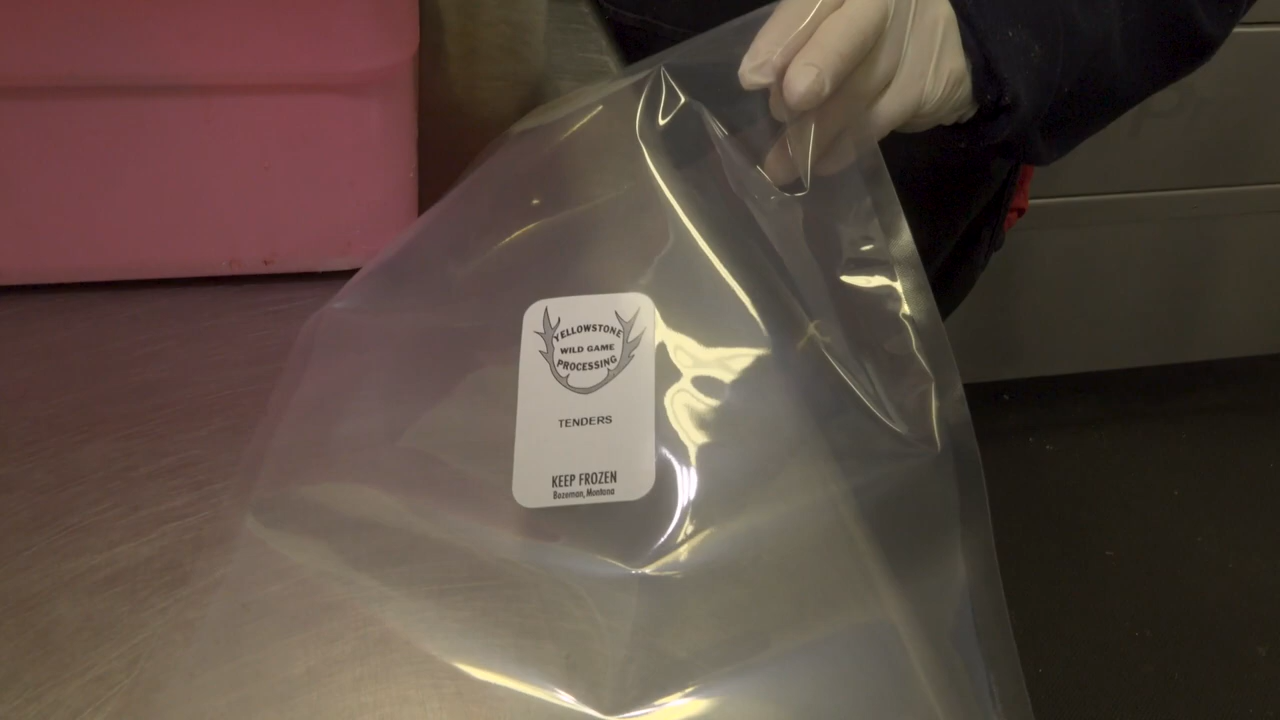 YELLOWSTONE
WILD GAME
PROCESSING
TENDERS
KEEP FROZEN
Bozeman, Montana